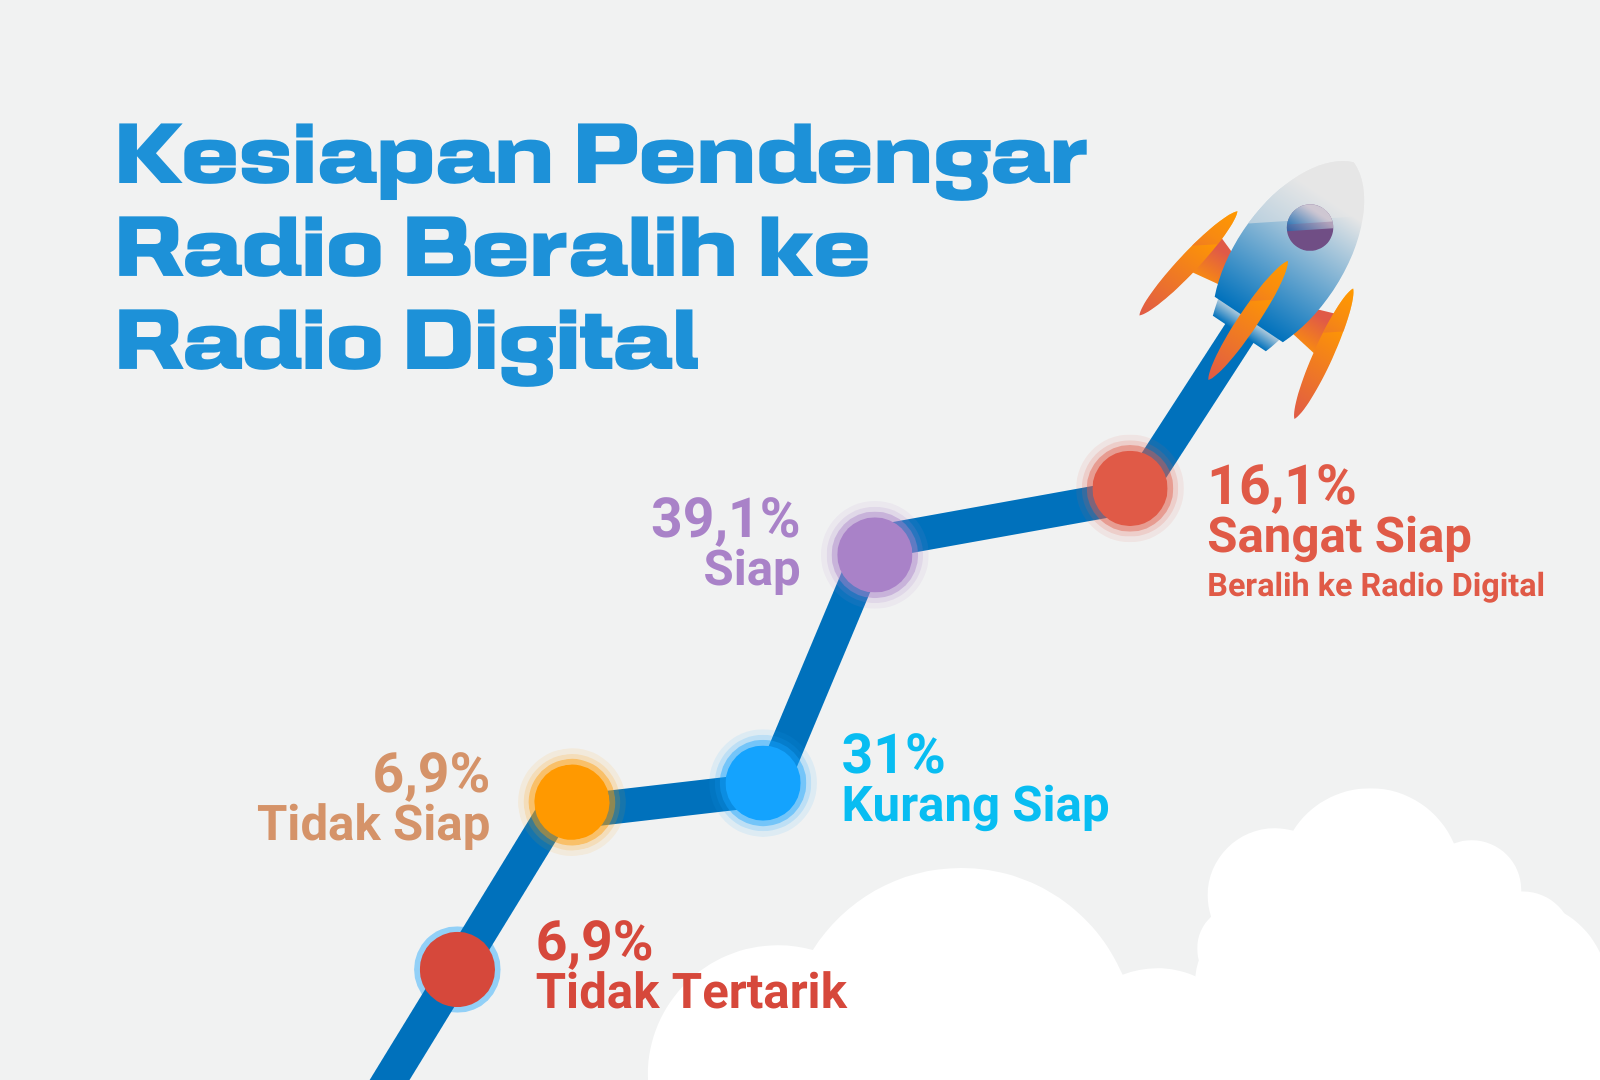 Kesiapan Pendengar
Radio Beralih ke
Radio Digital
16,1%
Sangat Siap
Beralih ke Radio Digital
39,1%
Siap
31%
Kurang Siap
6,9%
Tidak Siap
6,9%
Tidak Tertarik